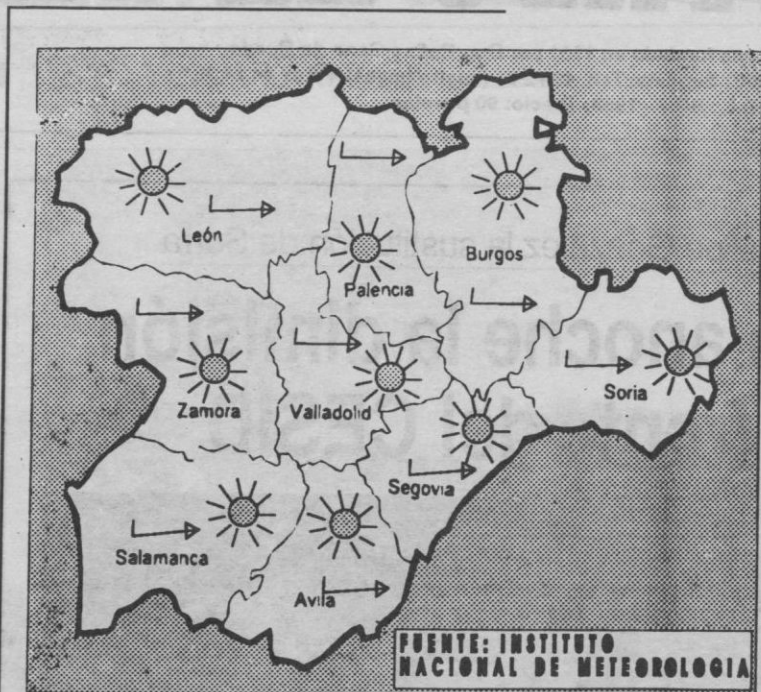 León
Burgos
Palencia
Soria
Zamora
Valladolid
Segovia
Salamanca
Avila
FUENTE: INSTITUTO
NACIONAL DE METEOROLOGIA